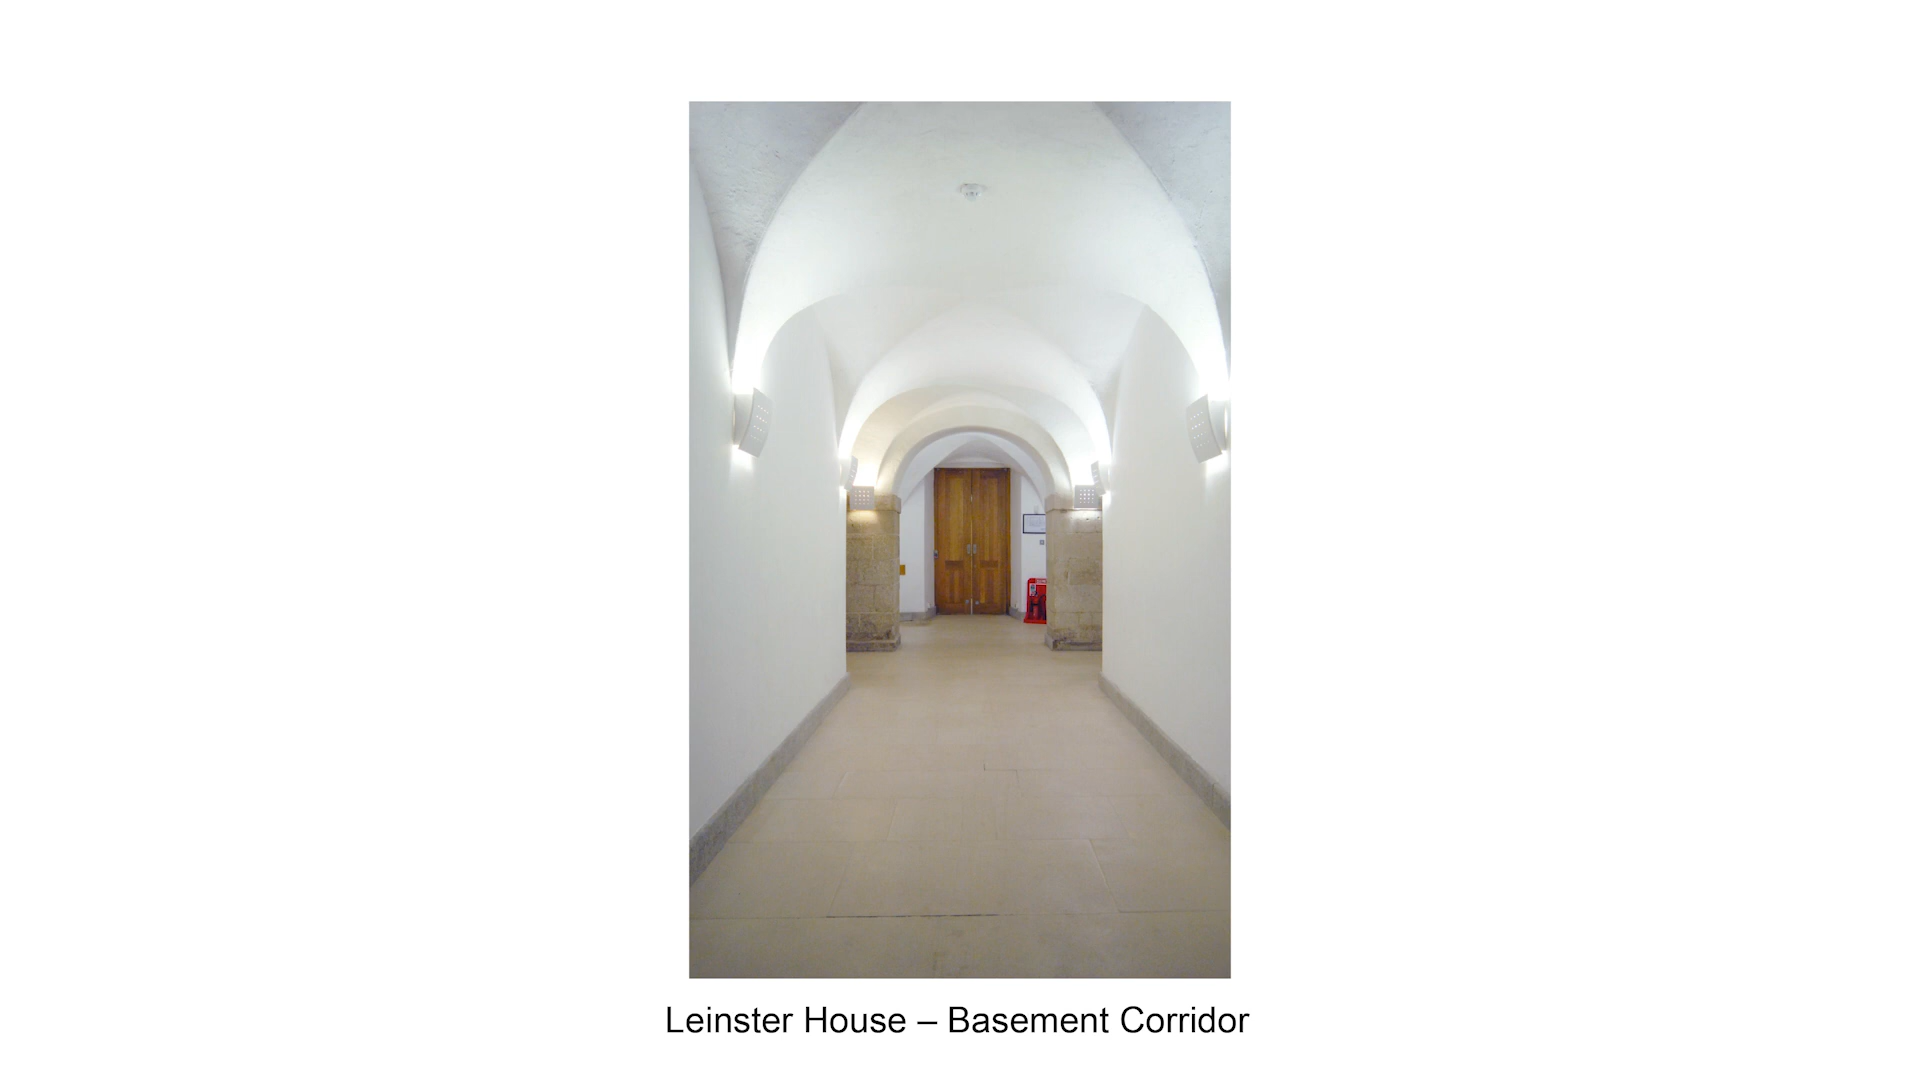 Leinster House – Basement Corridor